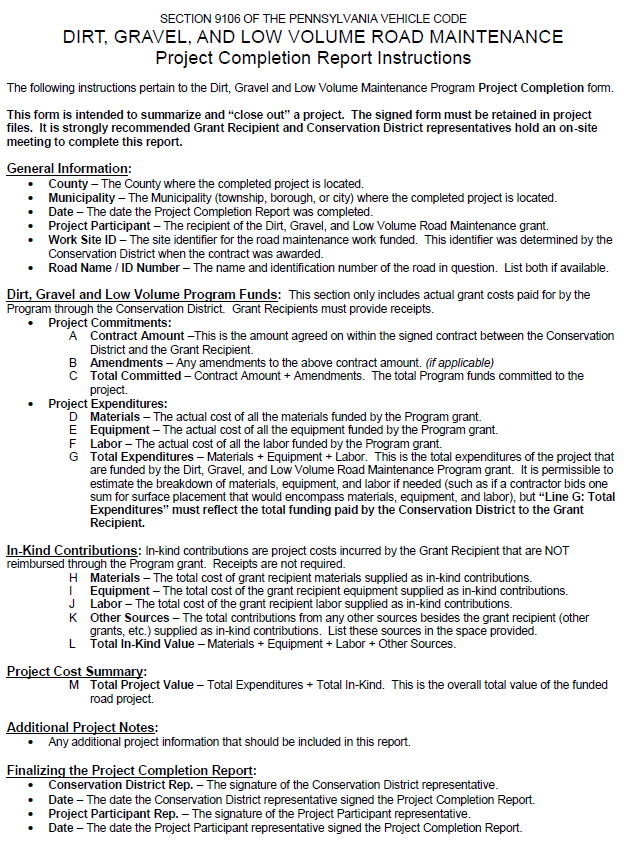 SECTION 9106 OF THE PENNSYLVANIA VEHICLE CODE
DIRT, GRAVEL, AND LOW VOLUME ROAD MAINTENANCE
Project Completion Report Instructions
The following instructions pertain to the Dirt, Gravel and Low Volume Maintenance Program Project Completion form.
This form is intended to summarize and “close out” a project. The signed form must be retained in project
files. It is strongly recommended Grant Recipient and Conservation District representatives hold an on-site
meeting to complete this report.
General Information:
• County – The County where the completed project is located.
• Municipality – The Municipality (township, borough, or city) where the completed project is located.
• Date – The date the Project Completion Report was completed.
• Project Participant – The recipient of the Dirt, Gravel, and Low Volume Road Maintenance grant.
• Work Site ID – The site identifier for the road maintenance work funded. This identifier was determined by the
Conservation District when the contract was awarded.
• Road Name / ID Number – The name and identification number of the road in question. List both if available.
Dirt, Gravel and Low Volume Program Funds: This section only includes actual grant costs paid for by the
Program through the Conservation District. Grant Recipients must provide receipts.
• Project Commitments:
A Contract Amount –This is the amount agreed on within the signed contract between the Conservation
District and the Grant Recipient.
B Amendments – Any amendments to the above contract amount. (if applicable)
C Total Committed – Contract Amount + Amendments. The total Program funds committed to the
project.
• Project Expenditures:
D Materials – The actual cost of all the materials funded by the Program grant.
E Equipment – The actual cost of all the equipment funded by the Program grant.
F Labor – The actual cost of all the labor funded by the Program grant.
G Total Expenditures – Materials + Equipment + Labor. This is the total expenditures of the project that
are funded by the Dirt, Gravel, and Low Volume Road Maintenance Program grant. It is permissible to
estimate the breakdown of materials, equipment, and labor if needed (such as if a contractor bids one
sum for surface placement that would encompass materials, equipment, and labor), but “Line G: Total
Expenditures” must reflect the total funding paid by the Conservation District to the Grant
Recipient.
In-Kind Contributions: In-kind contributions are project costs incurred by the Grant Recipient that are NOT
reimbursed through the Program grant. Receipts are not required.
H Materials – The total cost of grant recipient materials supplied as in-kind contributions.
I Equipment – The total cost of the grant recipient equipment supplied as in-kind contributions.
J Labor – The total cost of the grant recipient labor supplied as in-kind contributions.
K Other Sources – The total contributions from any other sources besides the grant recipient (other
grants, etc.) supplied as in-kind contributions. List these sources in the space provided.
L Total In-Kind Value – Materials + Equipment + Labor + Other Sources.
Project Cost Summary:
M Total Project Value – Total Expenditures + Total In-Kind. This is the overall total value of the funded
road project.
Additional Project Notes:
• Any additional project information that should be included in this report.
Finalizing the Project Completion Report:
• Conservation District Rep. – The signature of the Conservation District representative.
• Date – The date the Conservation District representative signed the Project Completion Report.
• Project Participant Rep. – The signature of the Project Participant representative.
• Date – The date the Project Participant representative signed the Project Completion Report.